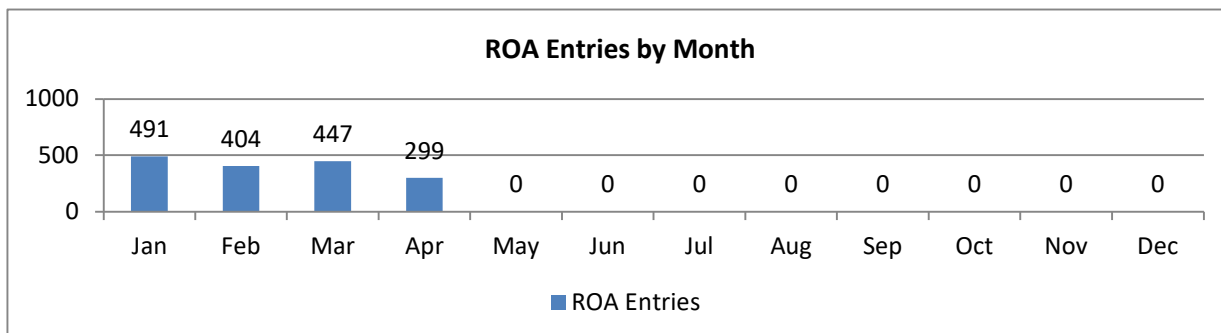 ROA Entries by Month
1000
500
0
491
404
447
299
0 0 0 0 0 0 0 0
Jan Feb Mar Apr May Jun Jul Aug Sep Oct Nov Dec
ROA Entries